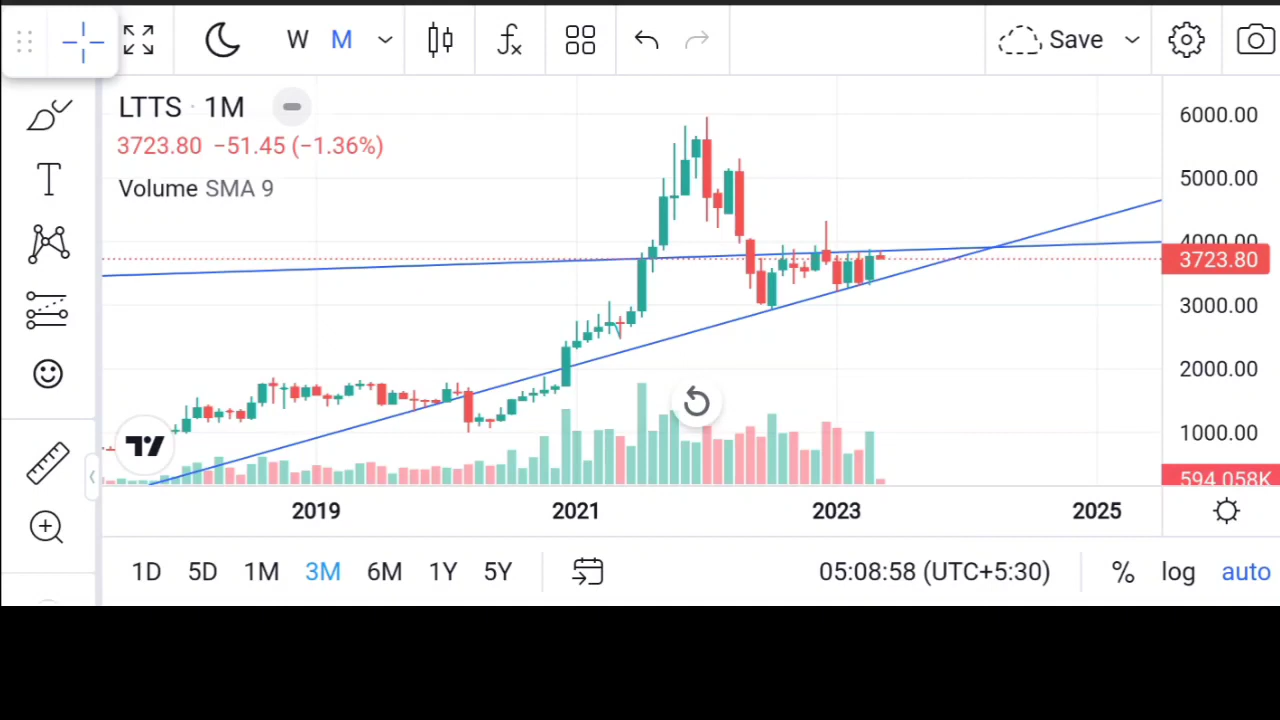 W M Save
LTTS · 1M
3723.80 −51.45 (−1.36%)
Volume SMA 9
6000.00
5000.00
4000.00
3723.80
3000.00
2000.00
1000.00
594.058K
2019 2021 2023 2025
1D 5D 1M 3M 6M 1Y 5Y 05:08:58 (UTC+5:30) % log auto